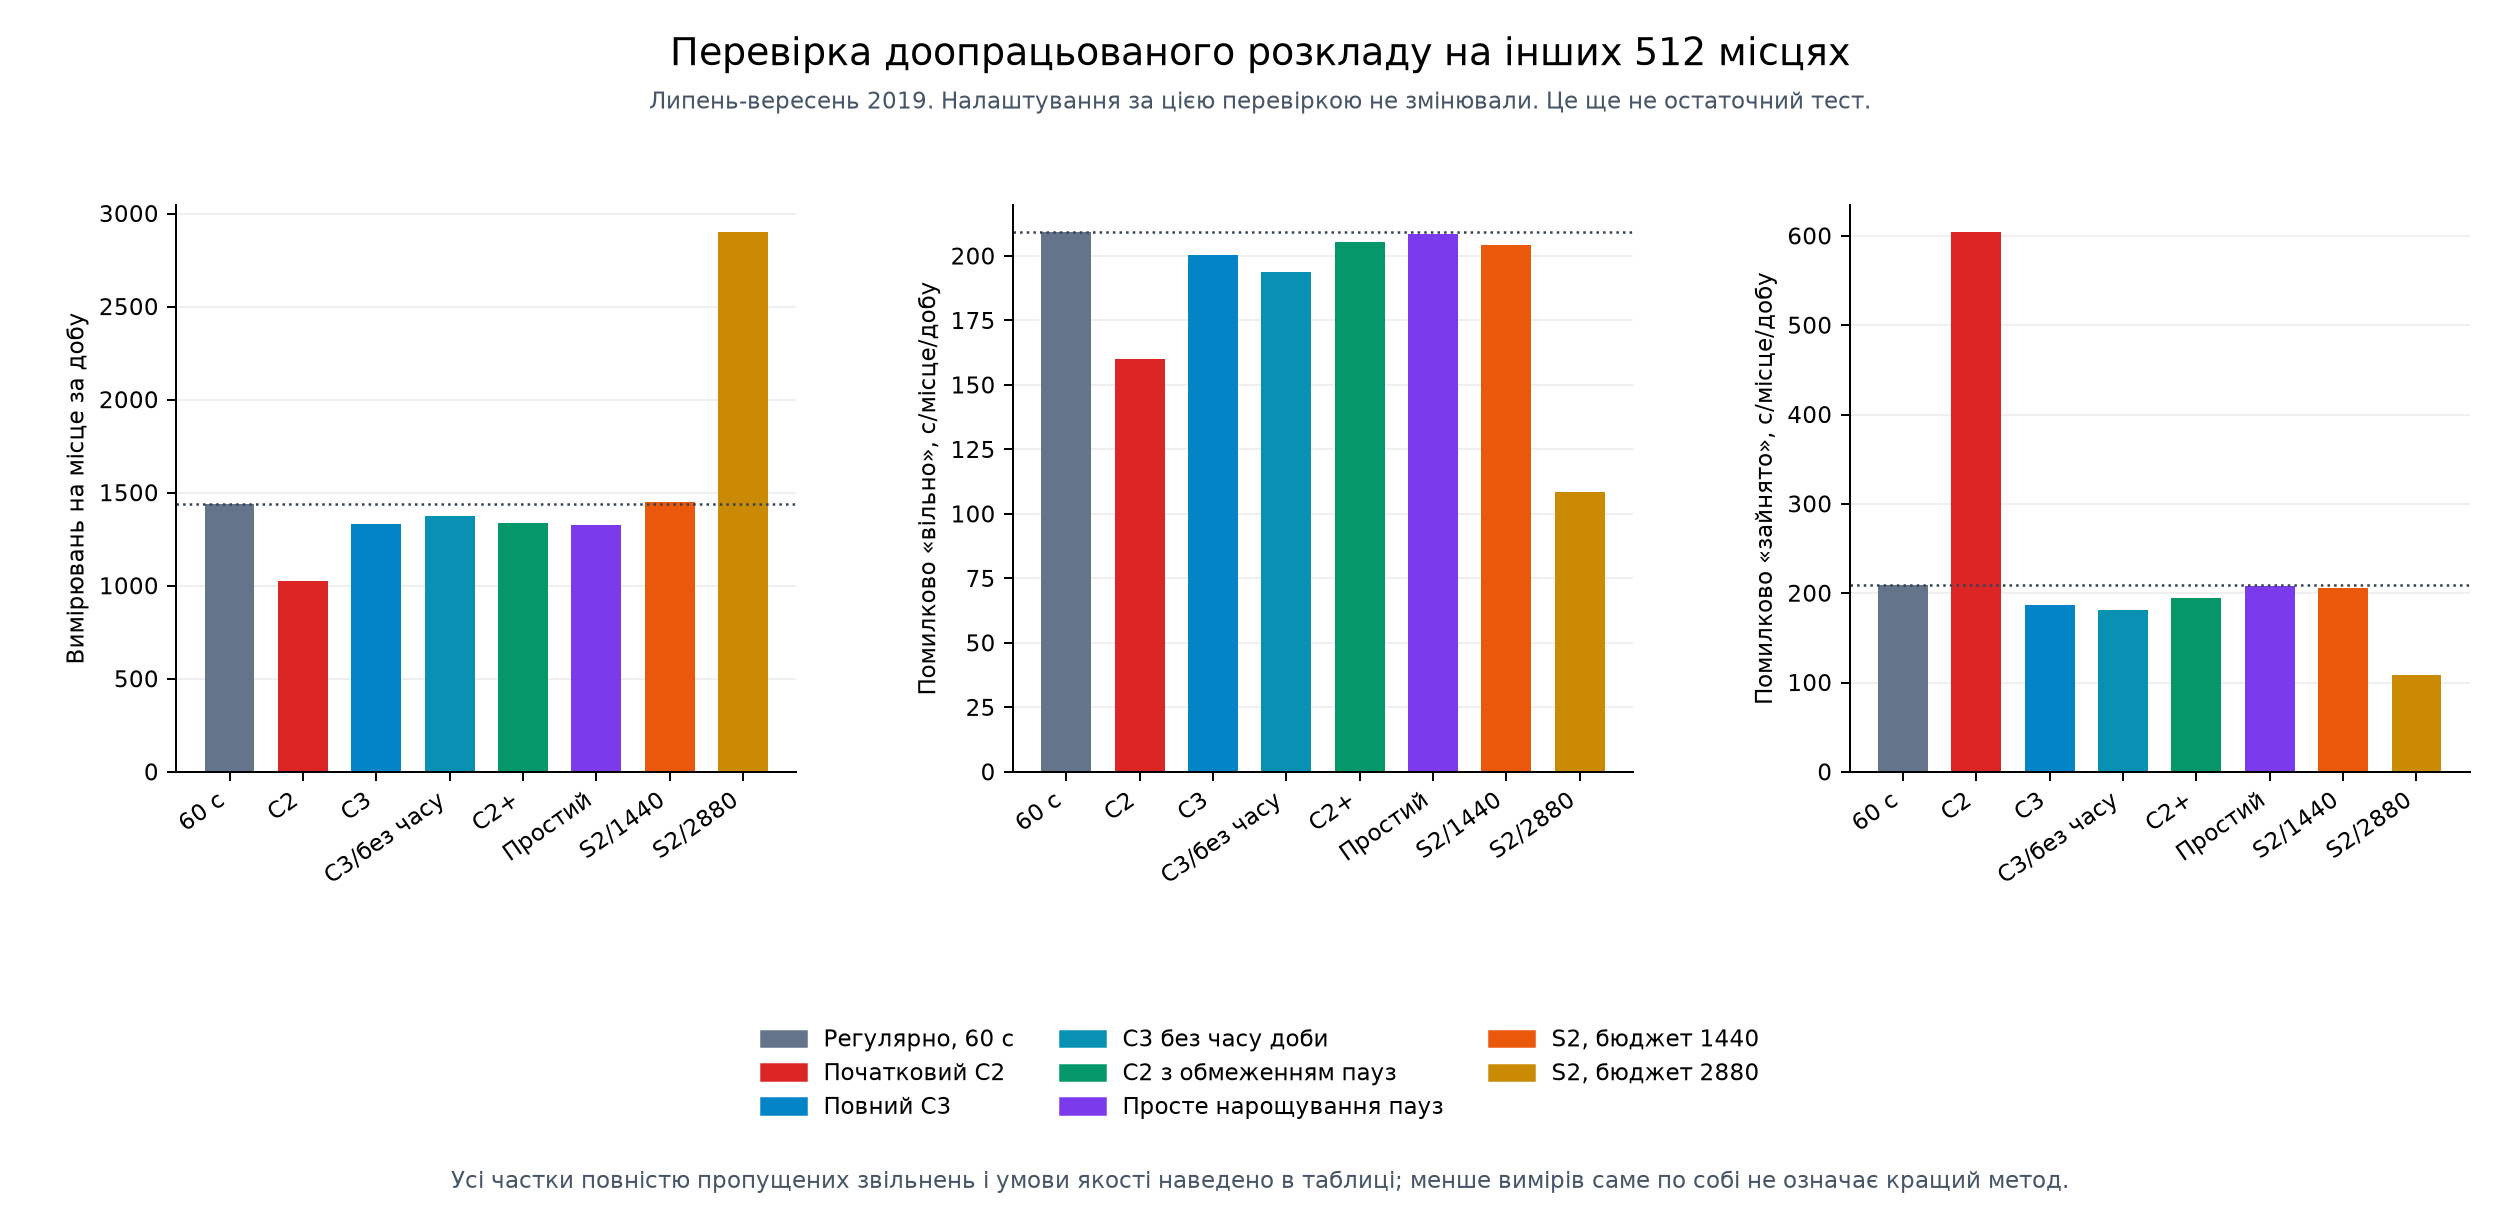 Перевірка доопрацьованого розкладу на інших 512 місцях
Липень-вересень 2019. Налаштування за цією перевіркою не змінювали. Це ще не остаточний тест.
Вимірювань на місце за добу
3000
2500
2000
1500
1000
500
0
60 с
C2
C3
C3/без часу
C2+
Простий
S2/1440
S2/2880
Помилково «вільно», с/місце/добу
200
175
150
125
100
75
50
25
0
60 с
C2
C3
C3/без часу
C2+
Простий
S2/1440
S2/2880
Помилково «зайнято», с/місце/добу
600
500
400
300
200
100
0
60 с
C2
C3
C3/без часу
C2+
Простий
S2/1440
S2/2880
Регулярно, 60 с
Початковий C2
Повний C3
C3 без часу доби
C2 з обмеженням пауз
Просте нарощування пауз
S2, бюджет 1440
S2, бюджет 2880
Усі частки повністю пропущених звільнень і умови якості наведено в таблиці; менше вимірів саме по собі не означає кращий метод.